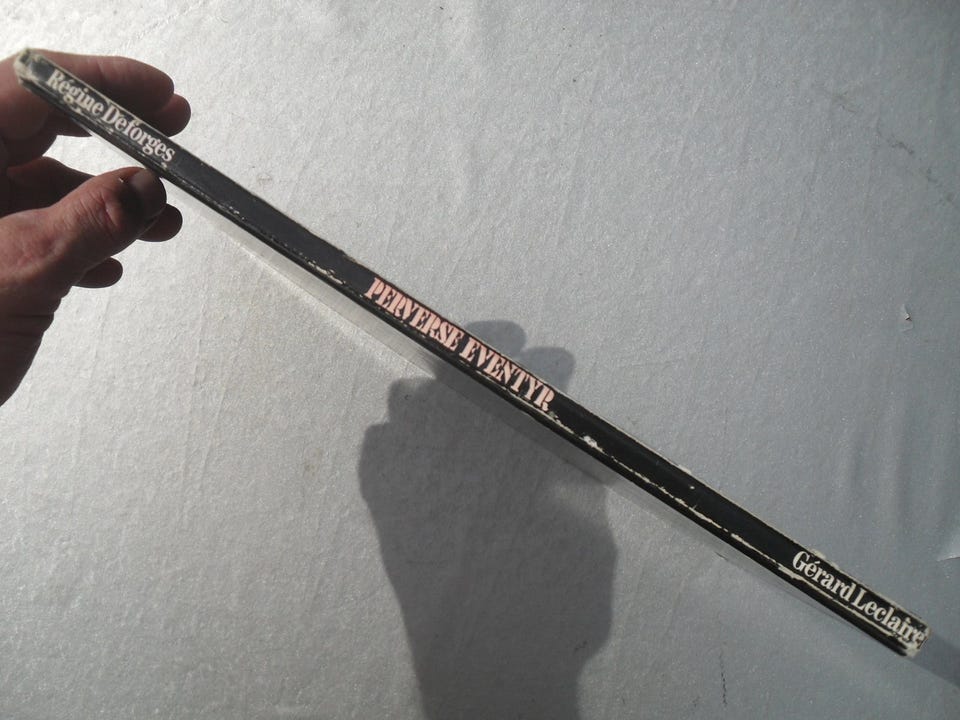 Régine Deforges
PERVERSE EVENTYR
Gérard Leclaire